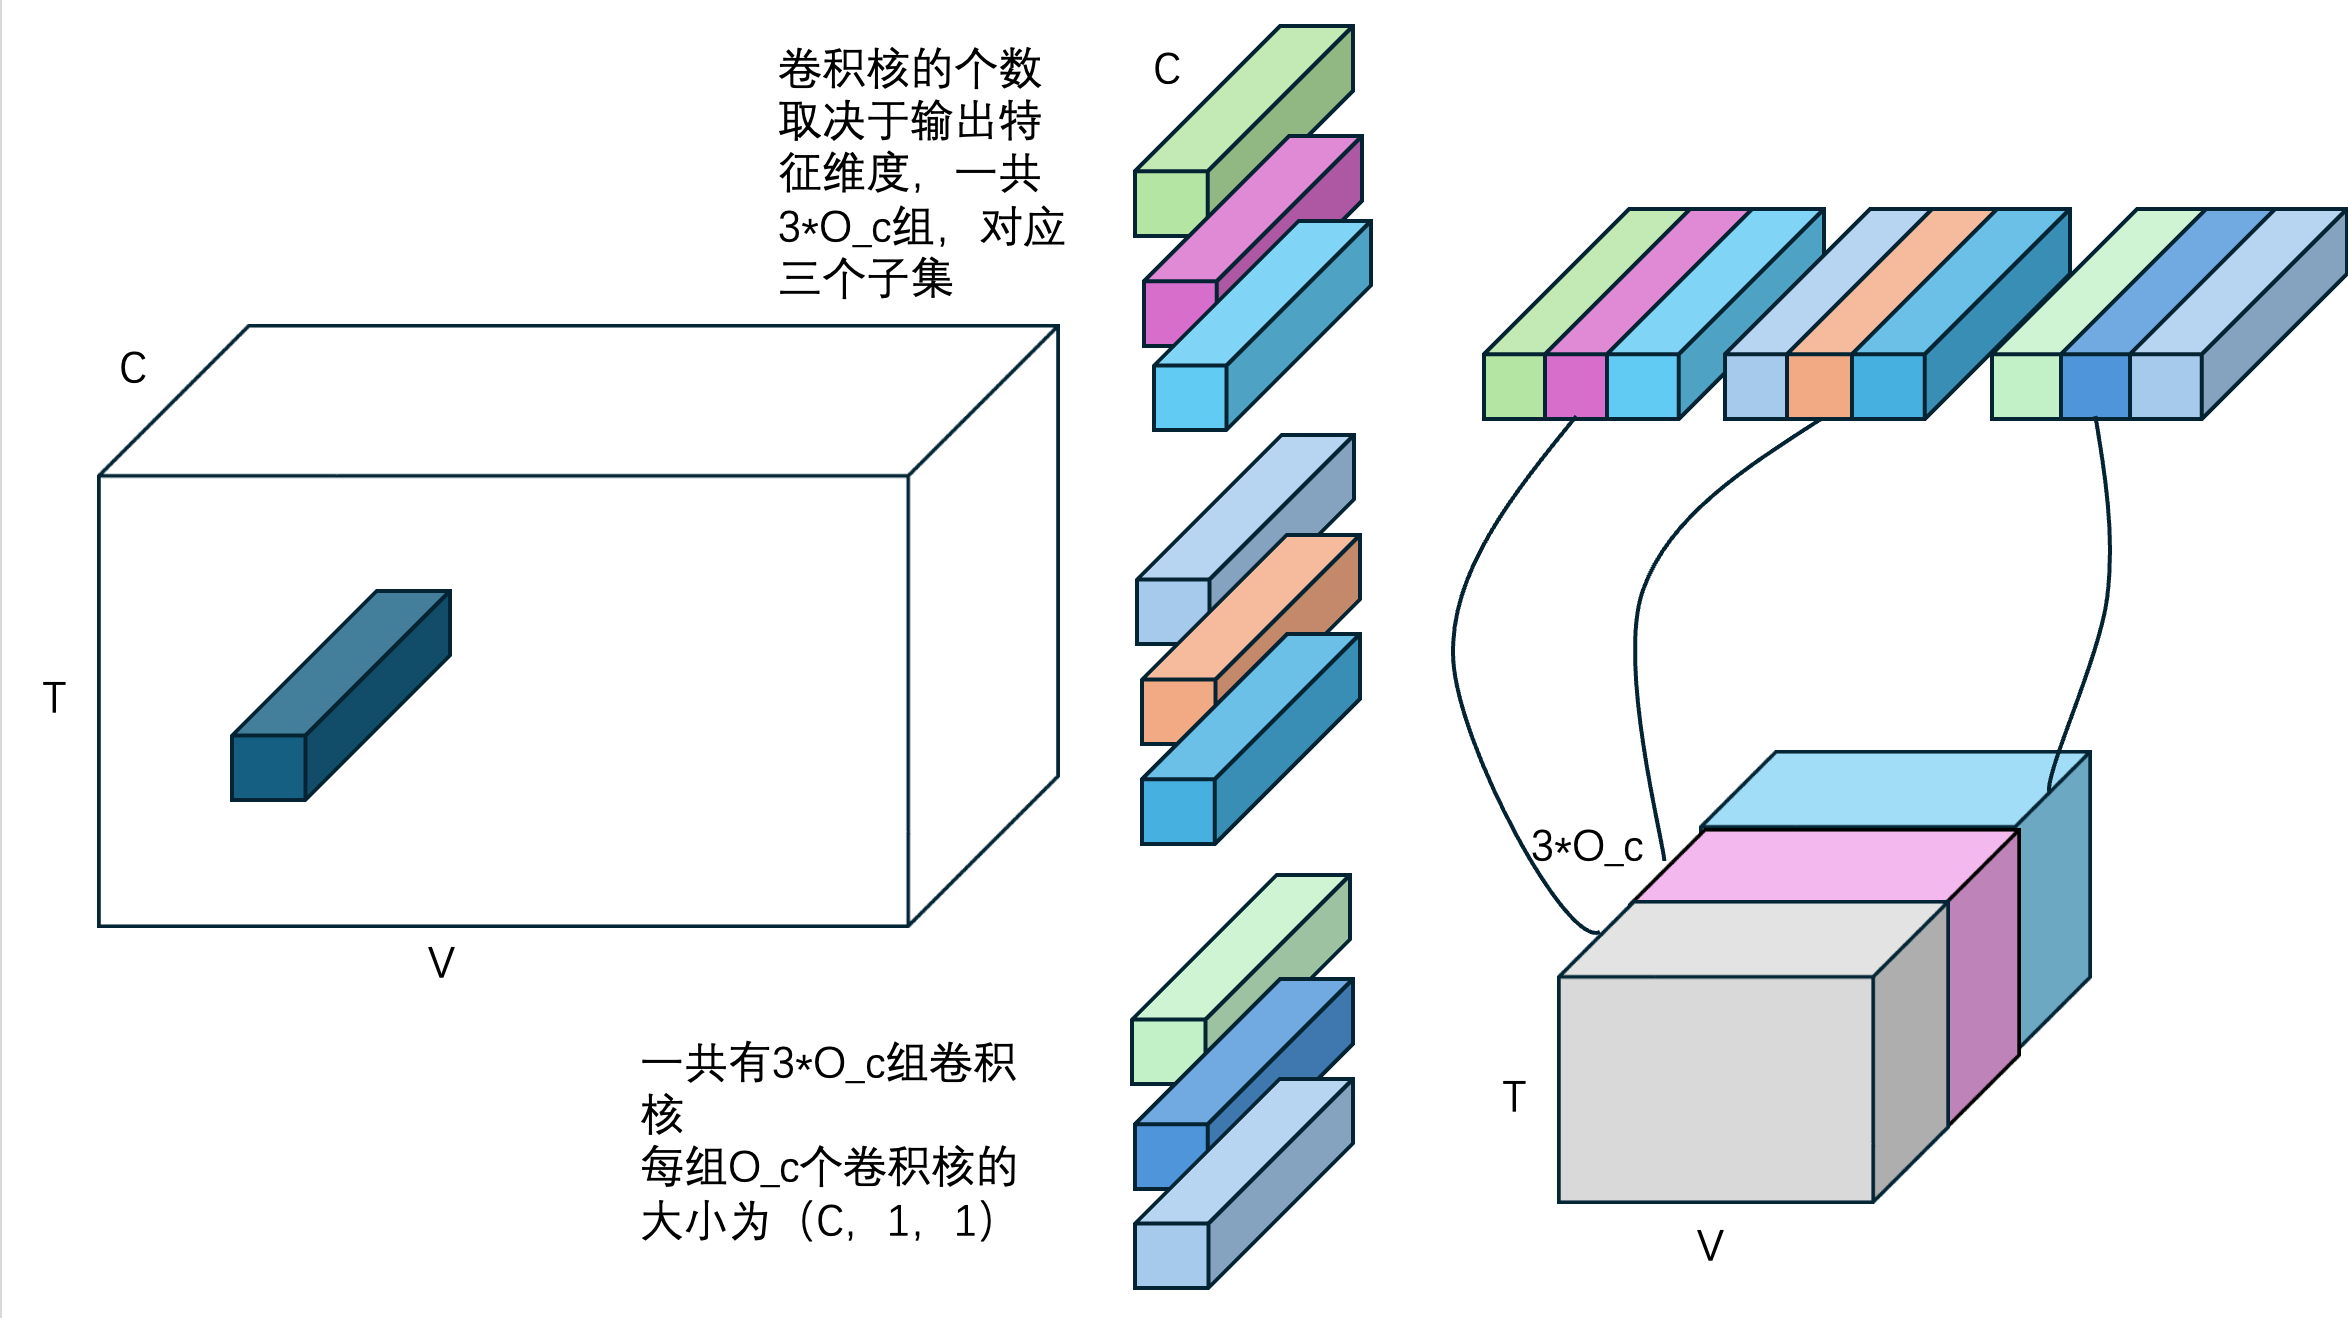 卷积核的个数
取决于输出特
征维度，一共
3*O_c组，对应
三个子集
C
C
T
V
一共有3*O_c组卷积
核
每组O_c个卷积核的
大小为（C，1，1）
3*O_c
T
V